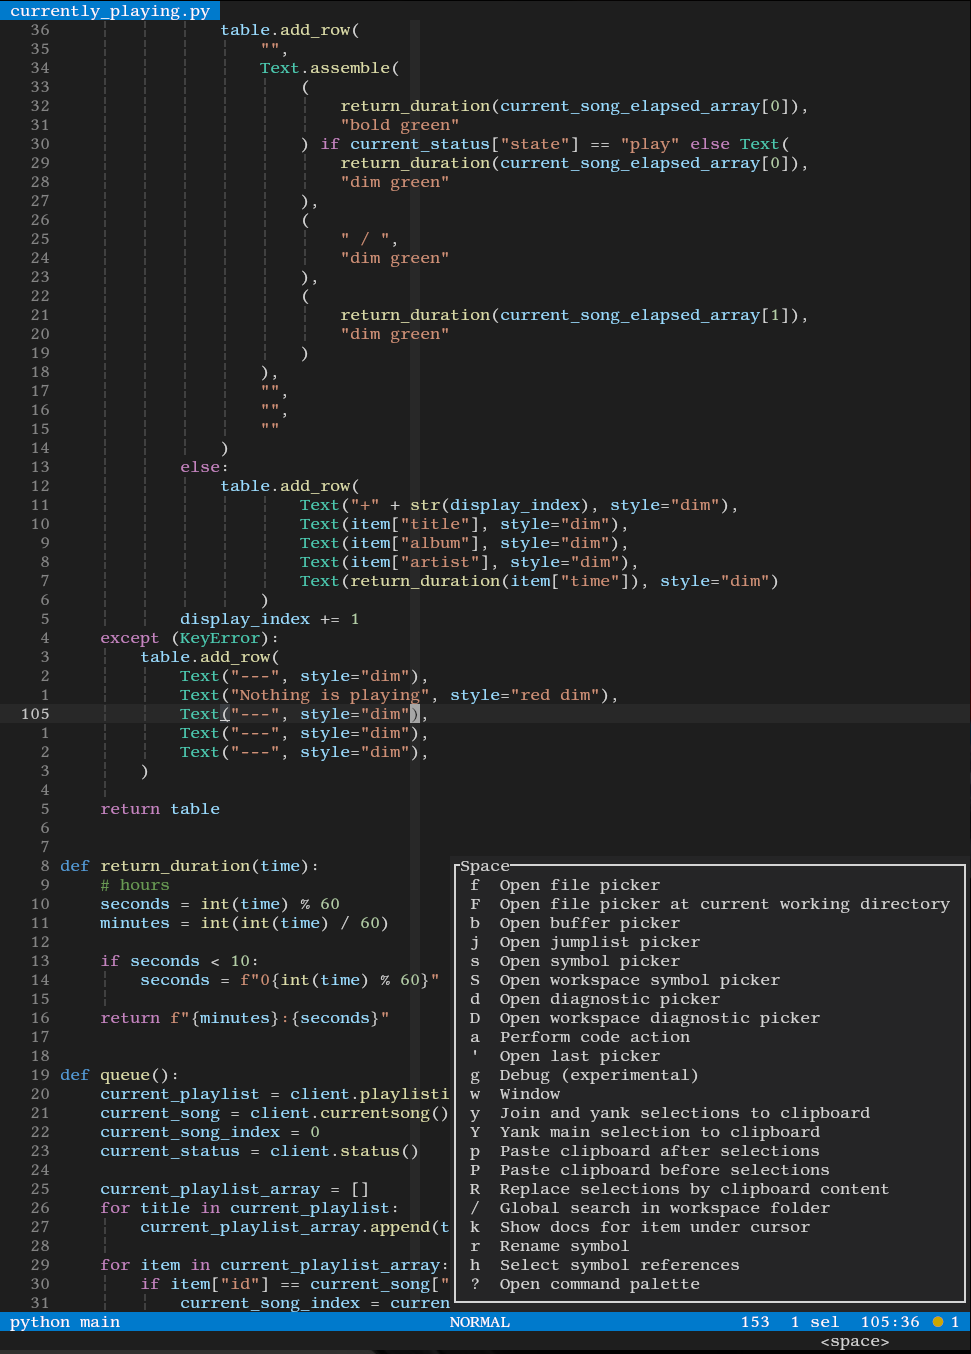 currently_playing.py
36 table.add_row(
35 "",
34 Text.assemble(
33 (
32 return_duration(current_song_elapsed_array[0]),
31 "bold green"
30 ) if current_status["state"] == "play" else Text(
29 return_duration(current_song_elapsed_array[0]),
28 "dim green"
27 ),
26 (
25 " / ",
24 "dim green"
23 ),
22 (
21 return_duration(current_song_elapsed_array[1]),
20 "dim green"
19 )
18 ),
17 "",
16 "",
15 ""
14 )
13 else:
12 table.add_row(
11 Text("+" + str(display_index), style="dim"),
10 Text(item["title"], style="dim"),
9 Text(item["album"], style="dim"),
8 Text(item["artist"], style="dim"),
7 Text(return_duration(item["time"]), style="dim")
6 )
5 display_index += 1
4 except (KeyError):
3 table.add_row(
2 Text("---", style="dim"),
1 Text("Nothing is playing", style="red dim"),
105 Text("---", style="dim"),
1 Text("---", style="dim"),
2 Text("---", style="dim"),
3 )
4
5 return table
6
7
8 def return_duration(time):
9 # hours
10 seconds = int(time) % 60
11 minutes = int(int(time) / 60)
12
13 if seconds < 10:
14 seconds = f"0{int(time) % 60}"
15
16 return f"{minutes}:{seconds}"
17
18
19 def queue():
20 current_playlist = client.playlisti
21 current_song = client.currentsong()
22 current_song_index = 0
23 current_status = client.status()
24
25 current_playlist_array = []
26 for title in current_playlist:
27 current_playlist_array.append(t
28
29 for item in current_playlist_array:
30 if item["id"] == current_song["
31 current_song_index = curren
Space
f Open file picker
F Open file picker at current working directory
b Open buffer picker
j Open jumplist picker
s Open symbol picker
S Open workspace symbol picker
d Open diagnostic picker
D Open workspace diagnostic picker
a Perform code action
' Open last picker
g Debug (experimental)
w Window
y Join and yank selections to clipboard
Y Yank main selection to clipboard
p Paste clipboard after selections
P Paste clipboard before selections
R Replace selections by clipboard content
/ Global search in workspace folder
k Show docs for item under cursor
r Rename symbol
h Select symbol references
? Open command palette
python main NORMAL 153 1 sel 105:36 ● 1
<space>